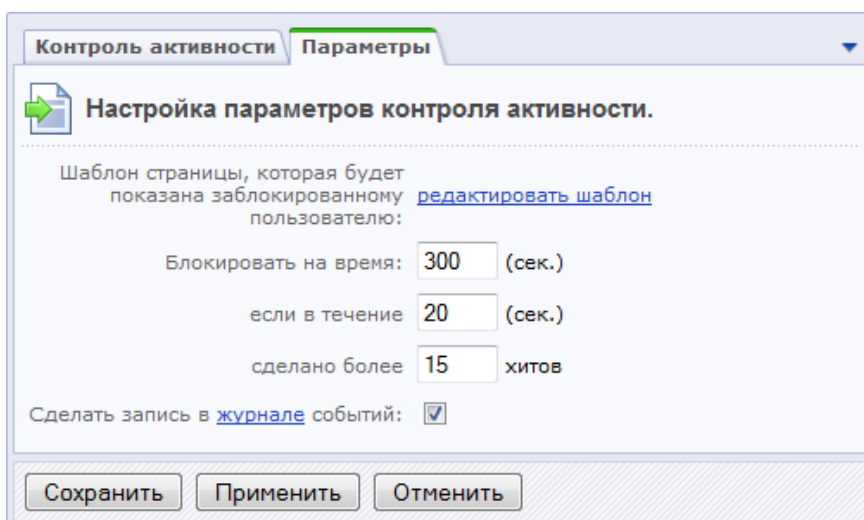 Контроль активности Параметры
Настройка параметров контроля активности.
Шаблон страницы, которая будет
показана заблокированному редактировать шаблон
пользователю:
Блокировать на время: 300 (сек.)
если в течение 20 (сек.)
сделано более 15 хитов
Сделать запись в журнале событий:
Сохранить Применить Отменить